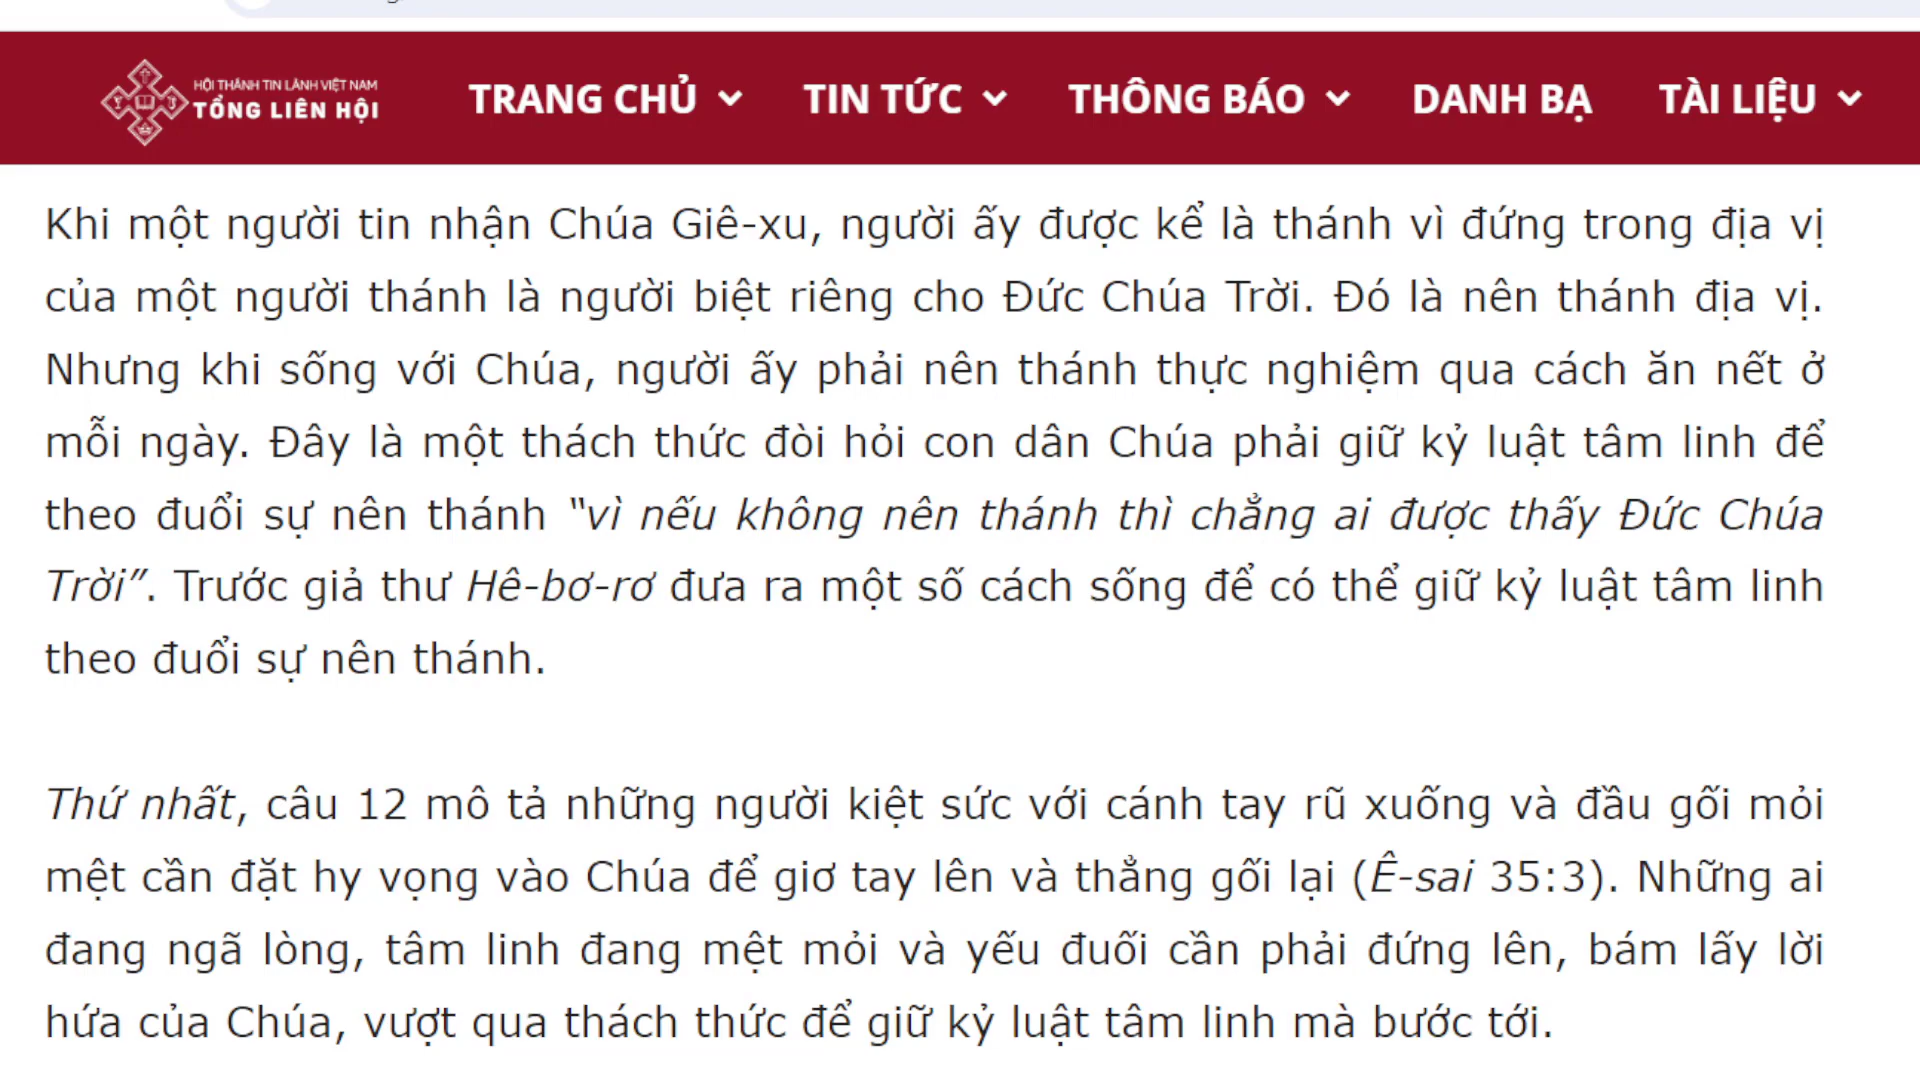 HỘI THÁNH TIN LÀNH VIỆT NAM
TỔNG LIÊN HỘI
TRANG CHỦ
TIN TỨC
THÔNG BÁO
DANH BẠ
TÀI LIỆU
Khi một người tin nhận Chúa Giê-xu, người ấy được kể là thánh vì đứng trong địa vị
của một người thánh là người biệt riêng cho Đức Chúa Trời. Đó là nên thánh địa vị.
Nhưng khi sống với Chúa, người ấy phải nên thánh thực nghiệm qua cách ăn nết ở
mỗi ngày. Đây là một thách thức đòi hỏi con dân Chúa phải giữ kỷ luật tâm linh để
theo đuổi sự nên thánh “vì nếu không nên thánh thì chẳng ai được thấy Đức Chúa
Trời”. Trước giả thư Hê-bơ-rơ đưa ra một số cách sống để có thể giữ kỷ luật tâm linh
theo đuổi sự nên thánh.
Thứ nhất, câu 12 mô tả những người kiệt sức với cánh tay rũ xuống và đầu gối mỏi
mệt cần đặt hy vọng vào Chúa để giơ tay lên và thẳng gối lại (Ê-sai 35:3). Những ai
đang ngã lòng, tâm linh đang mệt mỏi và yếu đuối cần phải đứng lên, bám lấy lời
hứa của Chúa, vượt qua thách thức để giữ kỷ luật tâm linh mà bước tới.